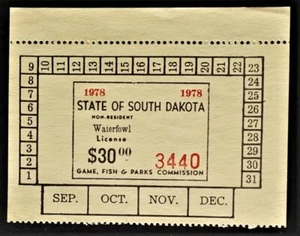 9 10 11 12 13 14 15 16 17 18 19 20 21 22 23
8 24
7 1978 1978 25
6 STATE OF SOUTH DAKOTA 26
5 NON-RESIDENT 27
4 Waterfowl 28
3 License 29
2 $30.00 3440 30
1 GAME, FISH & PARKS COMMISSION 31
SEP. OCT. NOV. DEC.